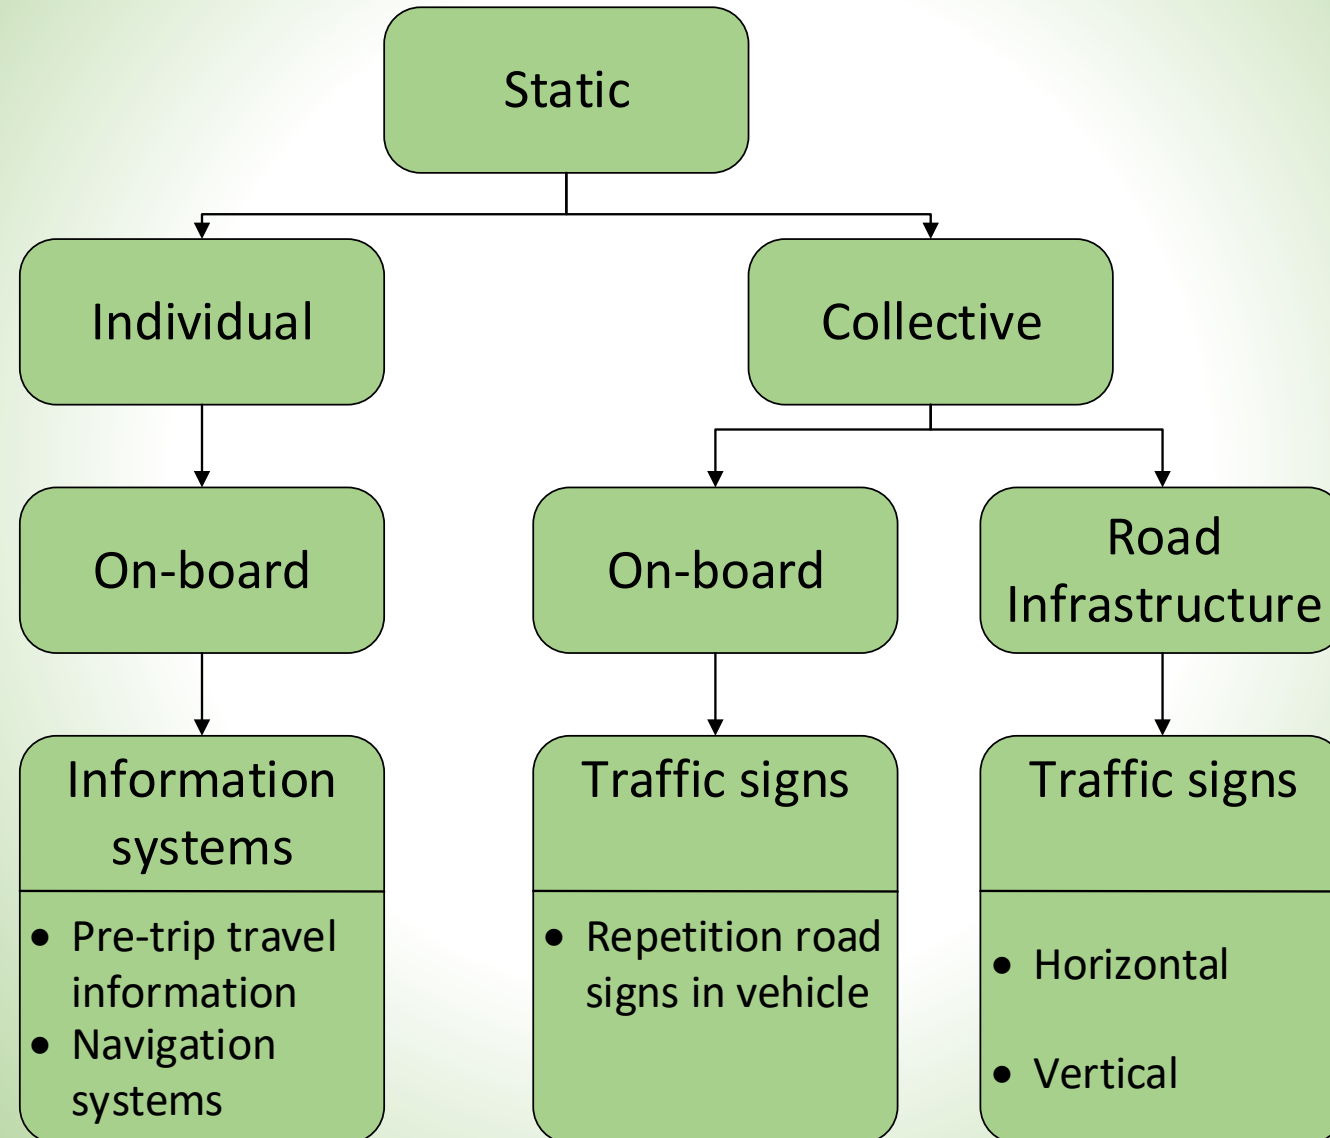 Static
Individual
Collective
On-board
On-board
Road
Infrastructure
Information
systems
• Pre-trip travel
information
• Navigation
systems
Traffic signs
• Repetition road
signs in vehicle
Traffic signs
• Horizontal
• Vertical